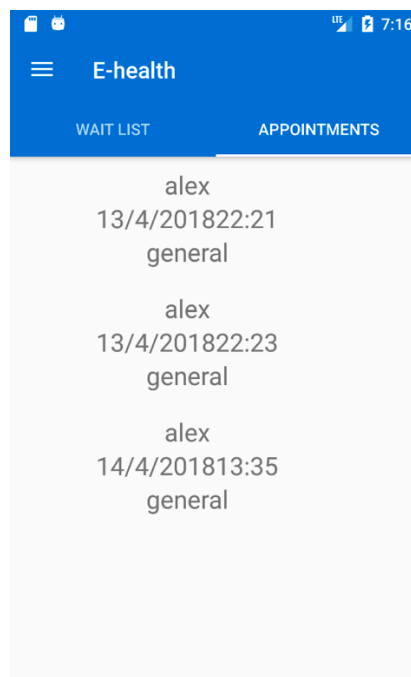 LTE 7:16
E-health
WAIT LIST APPOINTMENTS
alex
13/4/201822:21
general
alex
13/4/201822:23
general
alex
14/4/201813:35
general